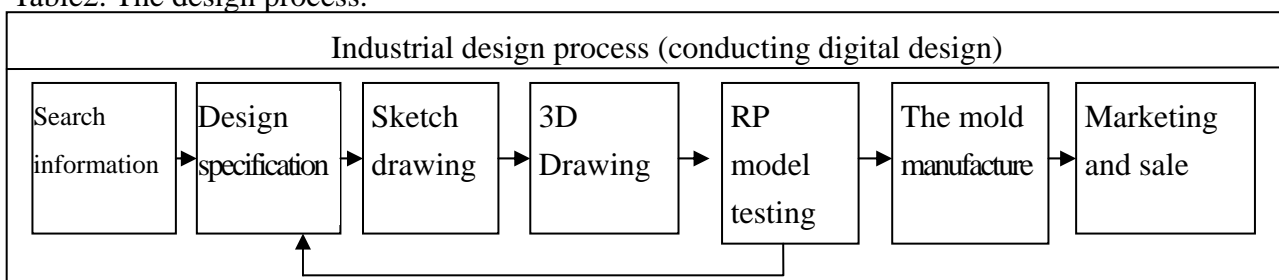 Table2. The design process.
Industrial design process (conducting digital design)
Search
information
Design
specification
Sketch
drawing
3D
Drawing
RP
model
testing
The mold
manufacture
Marketing
and sale